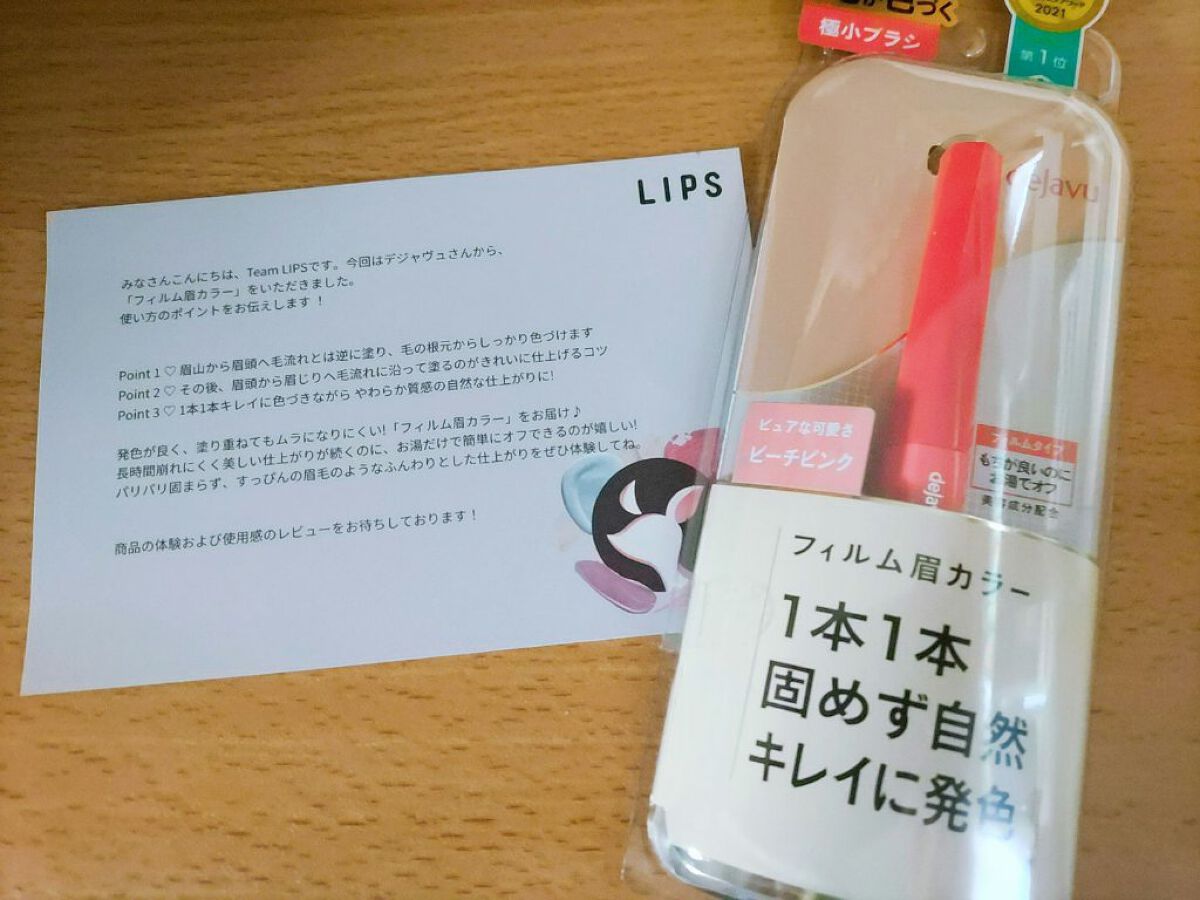 LIPS
みなさんこんにちは、Team LIPSです。今回はデジャヴュさんから、
「フィルム眉カラー」をいただきました。
使い方のポイントをお伝えします！
Point 1 ♡ 眉山から眉頭へ毛流れとは逆に塗り、毛の根元からしっかり色づけます
Point 2 ♡ その後、眉頭から眉じりへ毛流れに沿って塗るのがきれいに仕上げるコツ
Point 3 ♡ 1本1本キレイに色づきながら やわらか質感の自然な仕上がりに!
発色が良く、塗り重ねてもムラになりにくい!「フィルム眉カラー」をお届け♪
長時間崩れにくく美しい仕上がりが続くのに、お湯だけで簡単にオフできるのが嬉しい!
パリパリ固まらず、すっぴんの眉毛のようなふんわりとした仕上がりをぜひ体験してね。
商品の体験および使用感のレビューをお待ちしております！
色づく
極小ブラシ
2021
第1位
dejavu
ピュアな可愛さ
ピーチピンク
deja
フィルムタイプ
もちが良いのに
お湯でオフ
美容成分配合
フィルム眉カラー
1本1本
固めず自然
キレイに発色